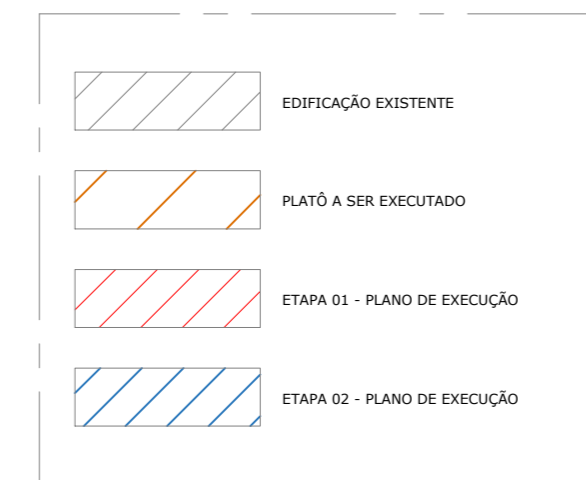 EDIFICAÇÃO EXISTENTE
PLATÔ A SER EXECUTADO
ETAPA 01 - PLANO DE EXECUÇÃO
ETAPA 02 - PLANO DE EXECUÇÃO